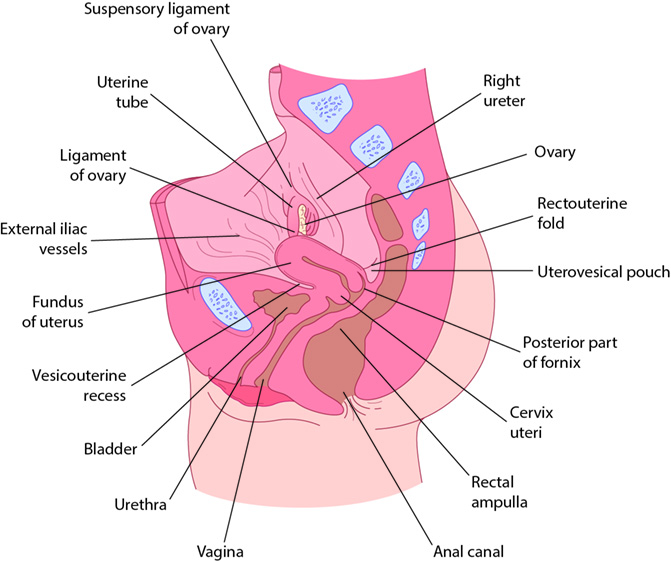 Suspensory ligament
of ovary
Uterine
tube
Ligament
of ovary
External iliac
vessels
Fundus
of uterus
Vesicouterine
recess
Bladder
Urethra
Vagina
Right
ureter
Ovary
Rectouterine
fold
Uterovesical pouch
Posterior part
of fornix
Cervix
uteri
Rectal
ampulla
Anal canal